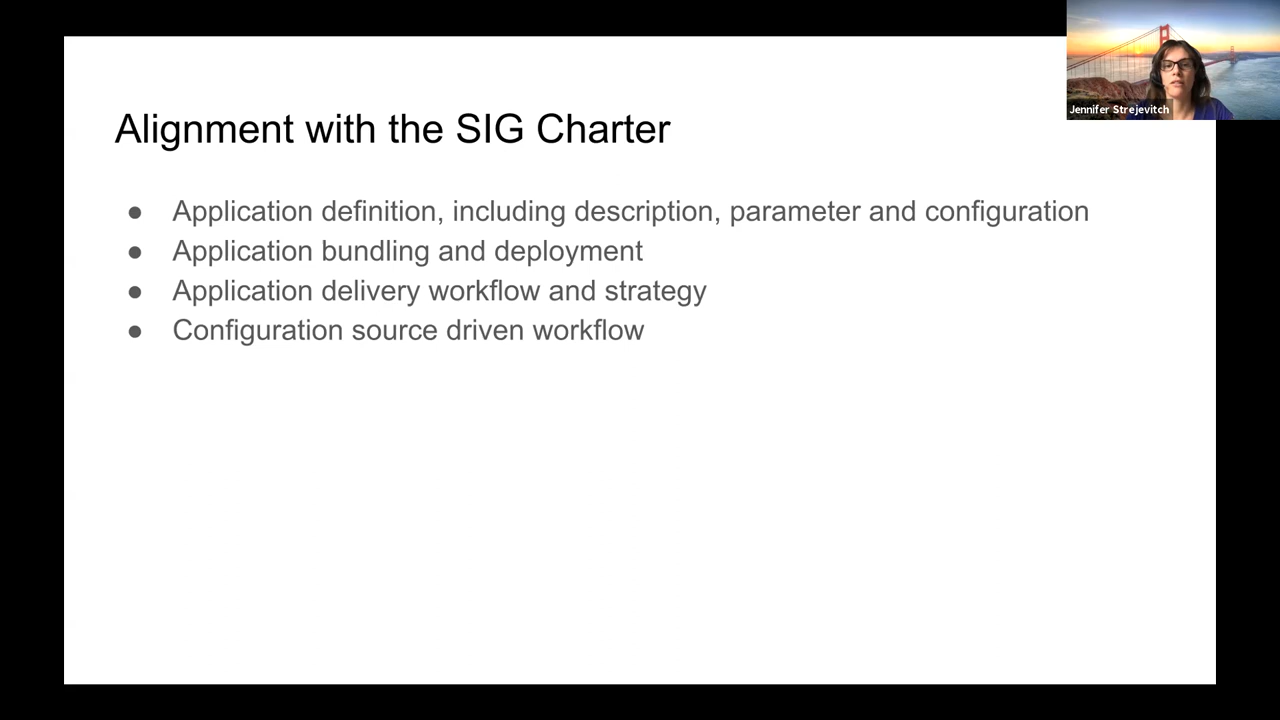 Alignment with the SIG Charter
● Application definition, including description, parameter and configuration
● Application bundling and deployment
● Application delivery workflow and strategy
● Configuration source driven workflow
Jennifer Strejevitch